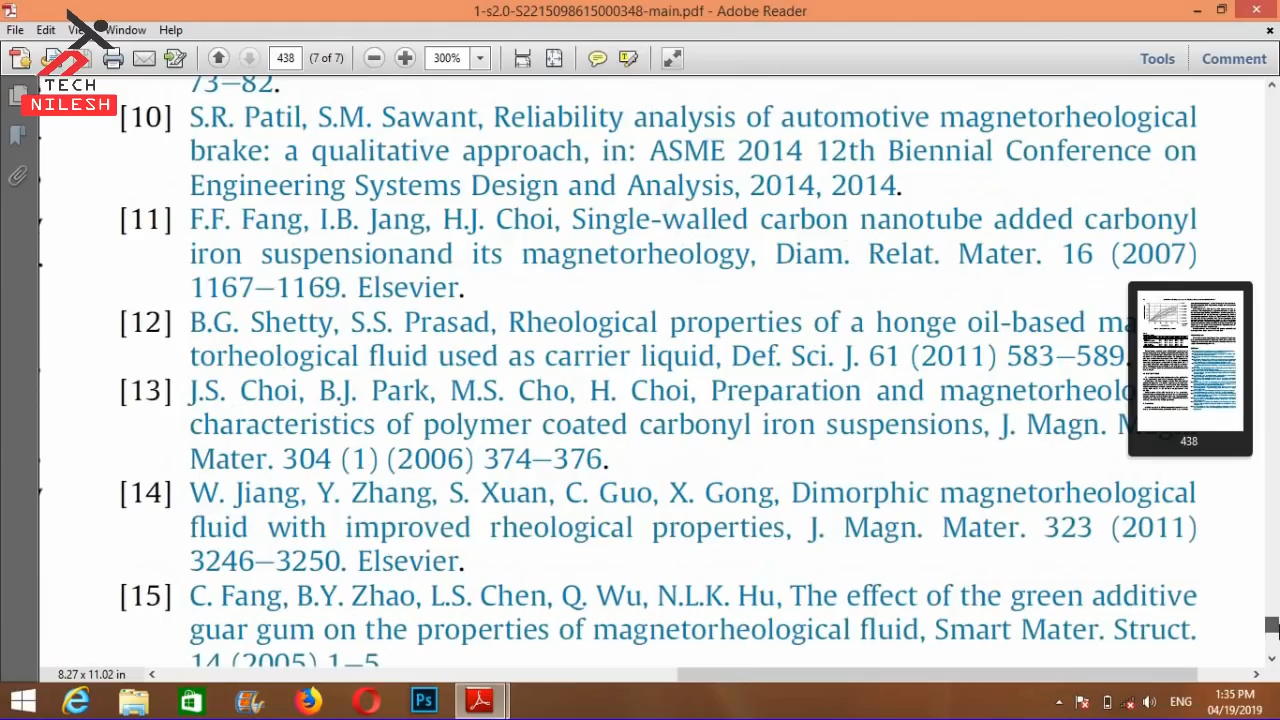 1-s2.0-S2215098615000348-main.pdf - Adobe Reader
File Edit Window Help
TECH
NILESH
438 (7 of 7) 300% Tools Comment
73–82.
[10] S.R. Patil, S.M. Sawant, Reliability analysis of automotive magnetorheological
brake: a qualitative approach, in: ASME 2014 12th Biennial Conference on
Engineering Systems Design and Analysis, 2014, 2014.
[11] F.F. Fang, I.B. Jang, H.J. Choi, Single-walled carbon nanotube added carbonyl
iron suspensionand its magnetorheology, Diam. Relat. Mater. 16 (2007)
1167–1169. Elsevier.
[12] B.G. Shetty, S.S. Prasad, Rheological properties of a honge oil-based
torheological fluid used as carrier liquid, Def. Sci. J. 61 (2011) 583–589.
[13] J.S. Choi, B.J. Park, M.S. Cho, H. Choi, Preparation and
characteristics of polymer coated carbonyl iron suspensions, J. Magn.
Mater. 304 (1) (2006) 374–376.
438
[14] W. Jiang, Y. Zhang, S. Xuan, C. Guo, X. Gong, Dimorphic magnetorheological
fluid with improved rheological properties, J. Magn. Mater. 323 (2011)
3246–3250. Elsevier.
[15] C. Fang, B.Y. Zhao, L.S. Chen, Q. Wu, N.L.K. Hu, The effect of the green additive
guar gum on the properties of magnetorheological fluid, Smart Mater. Struct.
14 (2005) 1–5.
8.27 x 11.02 in
Ps
ENG
1:35 PM
04/19/2019